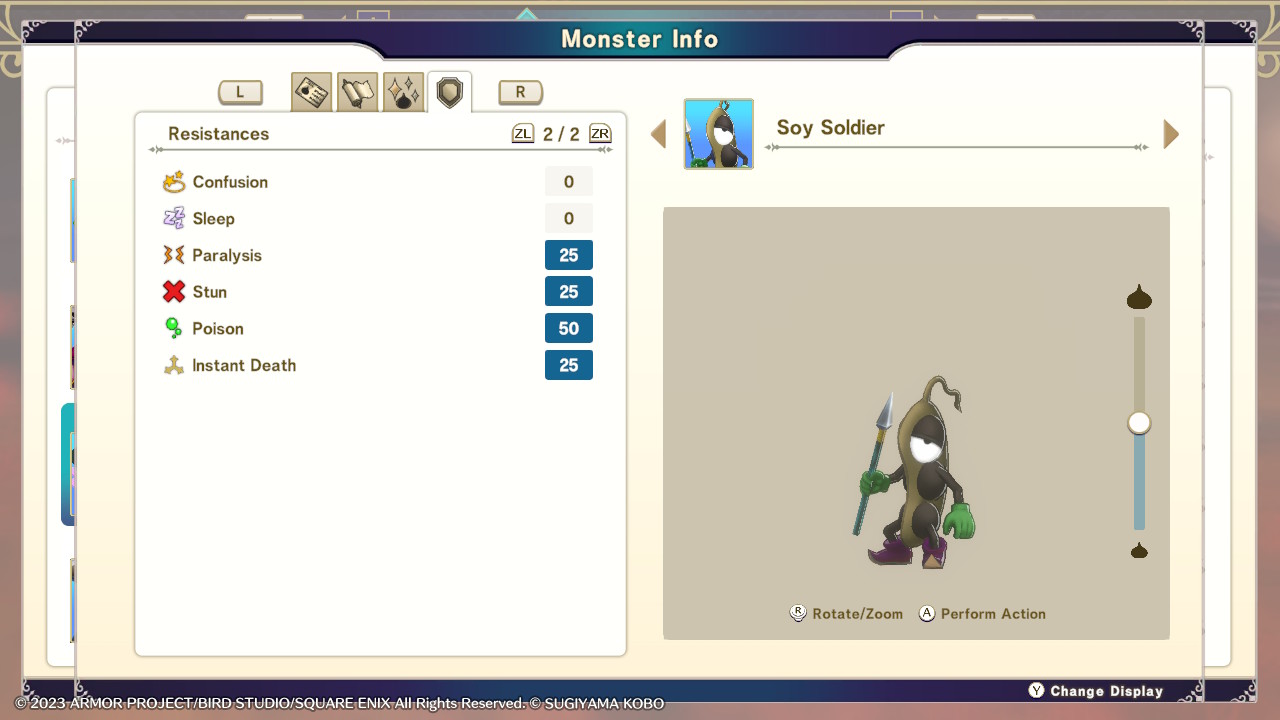 Monster Info
L
R
Resistances
ZL 2 / 2 ZR
Confusion 0
Sleep 0
Paralysis 25
Stun 25
Poison 50
Instant Death 25
Soy Soldier
R Rotate/Zoom A Perform Action
Y Change Display
© 2023 ARMOR PROJECT/BIRD STUDIO/SQUARE ENIX All Rights Reserved. © SUGIYAMA KOBO